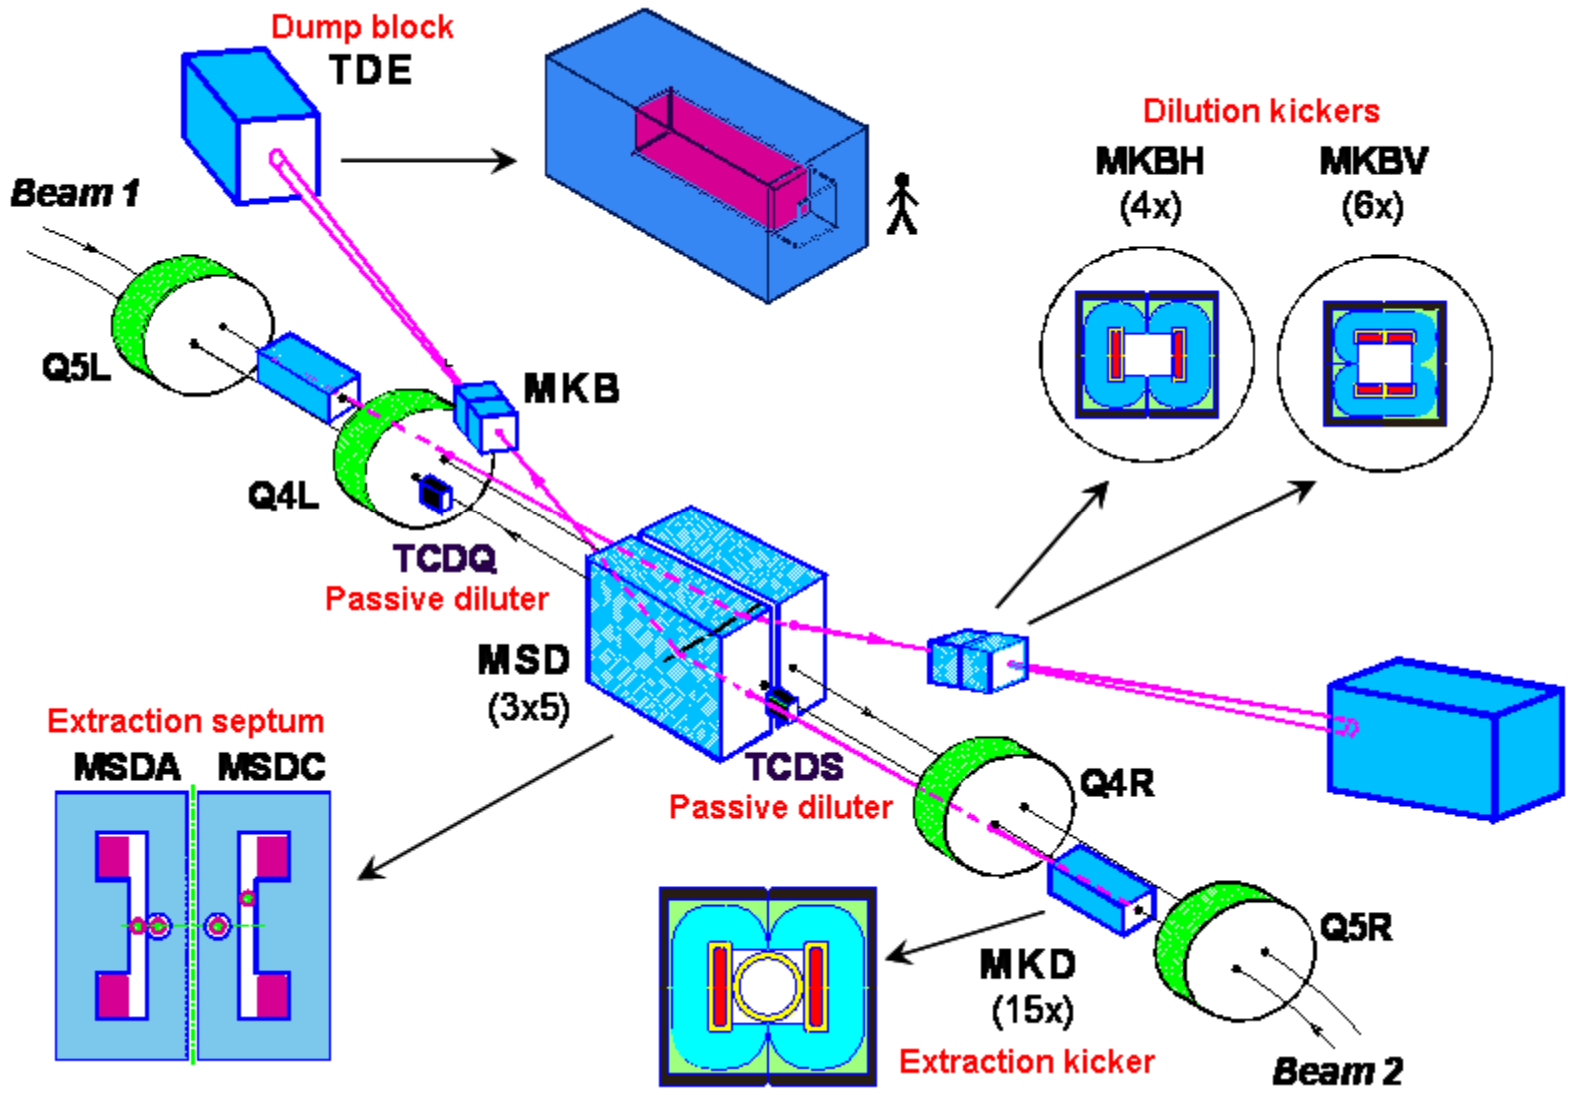 Dump block
TDE
Dilution kickers
MKBH
(4x)
MKBV
(6x)
Beam 1
Q5L
MKB
Q4L
TCDQ
Passive diluter
MSD
(3x5)
Extraction septum
MSDA
MSDC
TCDS
Passive diluter
Q4R
Q5R
MKD
(15x)
Extraction kicker
Beam 2